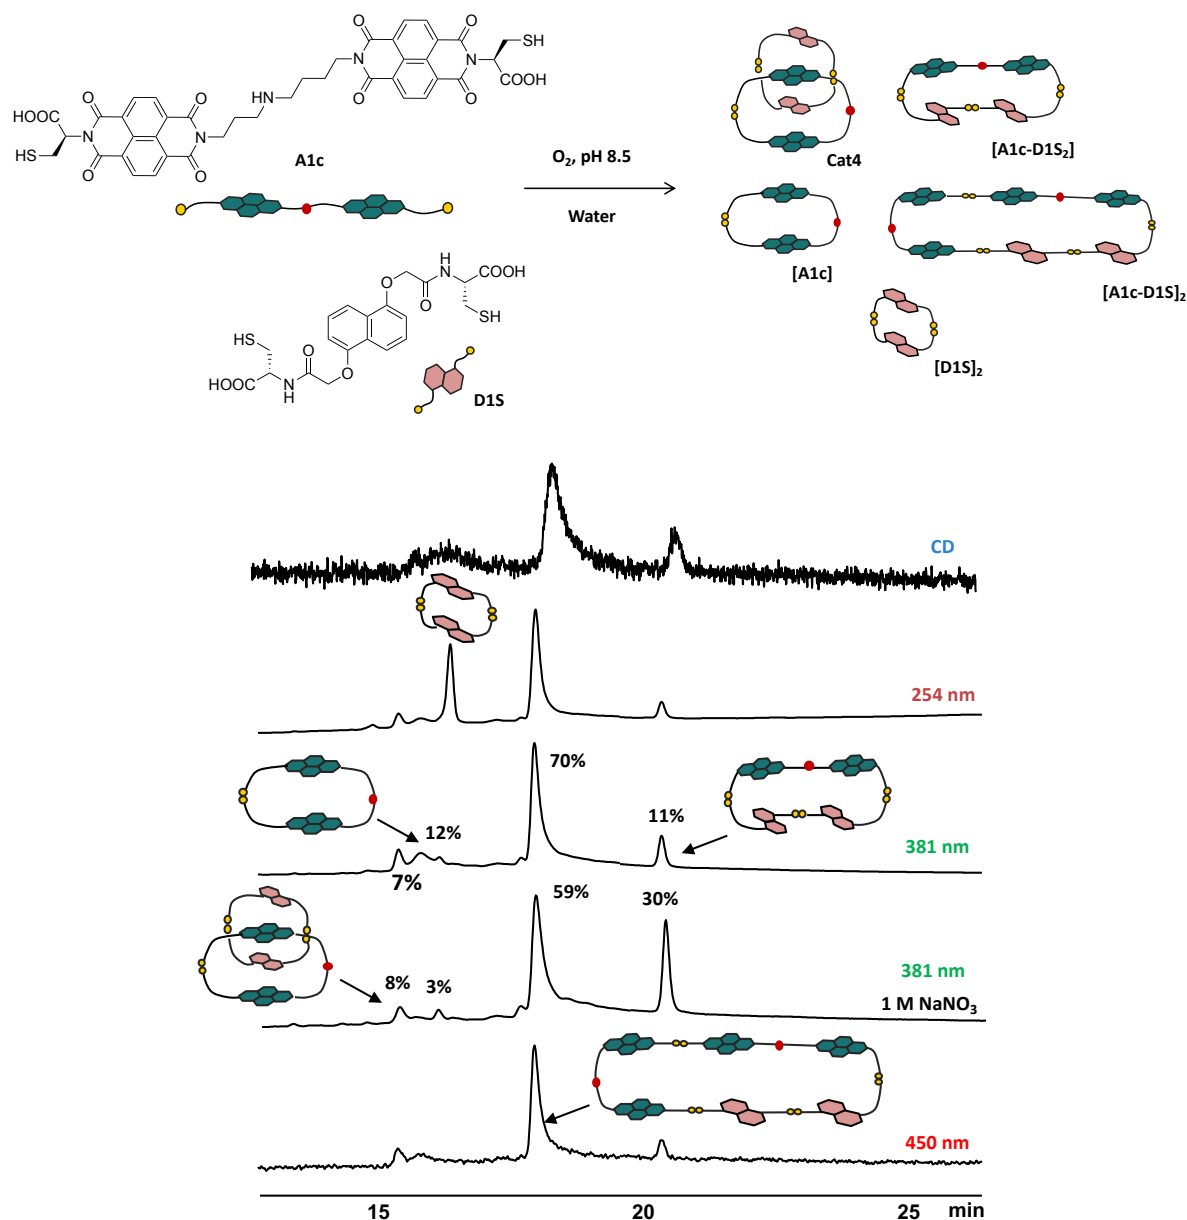 O
O
SH
N
N
COOH
O
O
COOH
O
O
HN
N
N
HS
O
O
A1c
O₂, pH 8.5
Water
Cat4
[A1c-D1S₂]
[A1c]
[A1c-D1S]₂
[D1S]₂
H
N
COOH
O
O
SH
HS
O
HOOC
N
H
O
D1S
CD
254 nm
70%
12%
11%
7%
381 nm
59%
30%
8%
3%
381 nm
1 M NaNO₃
450 nm
15
20
25
min